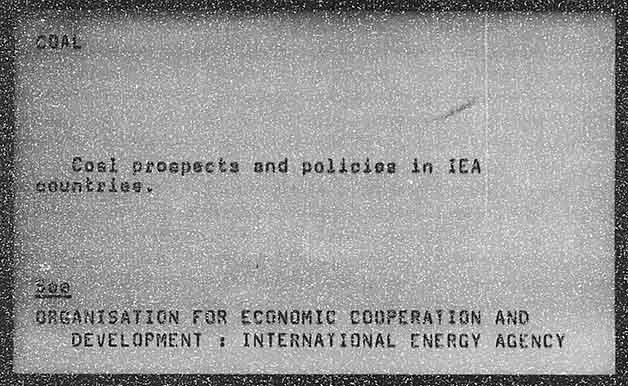 COAL
Coal prospects and policies in IEA
countries.
See
ORGANISATION FOR ECONOMIC COOPERATION AND
DEVELOPMENT : INTERNATIONAL ENERGY AGENCY